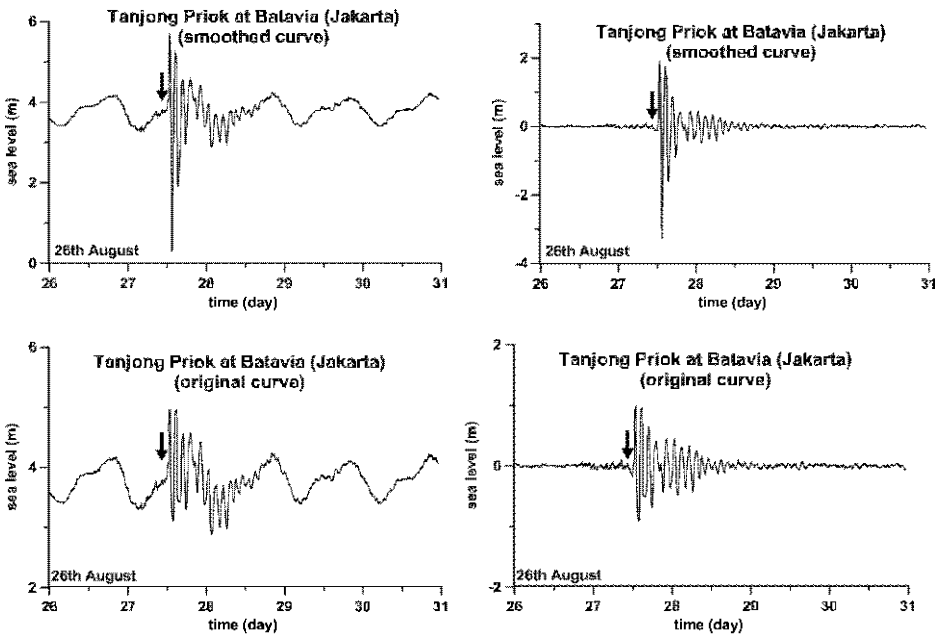 Tanjong Priok at Batavia (Jakarta)
(smoothed curve)
6
4
2
0
sea level (m)
26th August
26 27 28 29 30 31
time (day)
Tanjong Priok at Batavia (Jakarta)
(smoothed curve)
2
0
-2
-4
sea level (m)
26th August
26 27 28 29 30 31
time (day)
Tanjong Priok at Batavia (Jakarta)
(original curve)
6
4
2
sea level (m)
26th August
26 27 28 29 30 31
time (day)
Tanjong Priok at Batavia (Jakarta)
(original curve)
2
0
-2
sea level (m)
26th August
26 27 28 29 30 31
time (day)